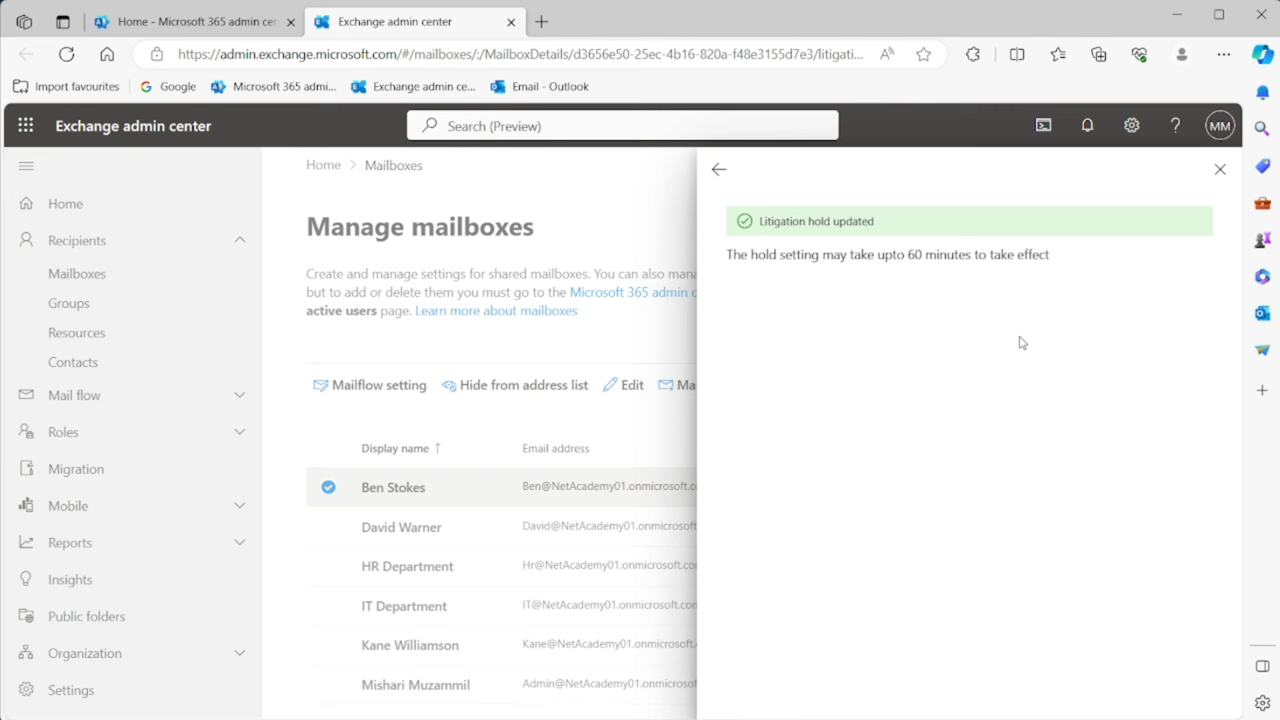 Home - Microsoft 365 admin cen
Exchange admin center
https://admin.exchange.microsoft.com/#/mailboxes/:/MailboxDetails/d3656e50-25ec-4b16-820a-f48e3155d7e3/litigati...
Import favourites
Google
Microsoft 365 admi...
Exchange admin ce...
Email - Outlook
Exchange admin center
Search (Preview)
MM
Home > Mailboxes
Manage mailboxes
Create and manage settings for shared mailboxes. You can also mana
but to add or delete them you must go to the Microsoft 365 admin c
active users page. Learn more about mailboxes
Mailflow setting
Hide from address list
Edit
Ma
Display name ↑
Email address
Ben Stokes
Ben@NetAcademy01.onmicrosoft.c
David Warner
David@NetAcademy01.onmicrosoft
HR Department
Hr@NetAcademy01.onmicrosoft.co
IT Department
IT@NetAcademy01.onmicrosoft.con
Kane Williamson
Kane@NetAcademy01.onmicrosoft.
Mishari Muzammil
Admin@NetAcademy01.onmicrosof
Home
Recipients
Mailboxes
Groups
Resources
Contacts
Mail flow
Roles
Migration
Mobile
Reports
Insights
Public folders
Organization
Settings
Litigation hold updated
The hold setting may take upto 60 minutes to take effect